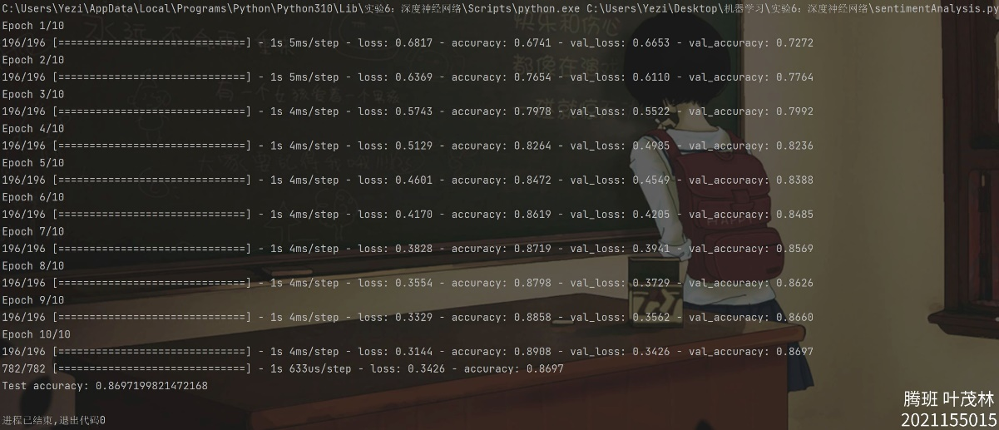 C:\Users\Yezi\AppData\Local\Programs\Python\Python310\Lib\实验6：深度神经网络\Scripts\python.exe C:\Users\Yezi\Desktop\机器学习\实验6：深度神经网络\sentimentAnalysis.py
Epoch 1/10
196/196 [==============================] - 1s 5ms/step - loss: 0.6817 - accuracy: 0.6741 - val_loss: 0.6653 - val_accuracy: 0.7272
Epoch 2/10
196/196 [==============================] - 1s 5ms/step - loss: 0.6369 - accuracy: 0.7654 - val_loss: 0.6110 - val_accuracy: 0.7764
Epoch 3/10
196/196 [==============================] - 1s 4ms/step - loss: 0.5743 - accuracy: 0.7978 - val_loss: 0.5522 - val_accuracy: 0.7992
Epoch 4/10
196/196 [==============================] - 1s 4ms/step - loss: 0.5129 - accuracy: 0.8264 - val_loss: 0.4985 - val_accuracy: 0.8236
Epoch 5/10
196/196 [==============================] - 1s 4ms/step - loss: 0.4601 - accuracy: 0.8472 - val_loss: 0.4549 - val_accuracy: 0.8388
Epoch 6/10
196/196 [==============================] - 1s 4ms/step - loss: 0.4170 - accuracy: 0.8619 - val_loss: 0.4205 - val_accuracy: 0.8485
Epoch 7/10
196/196 [==============================] - 1s 4ms/step - loss: 0.3828 - accuracy: 0.8719 - val_loss: 0.3941 - val_accuracy: 0.8569
Epoch 8/10
196/196 [==============================] - 1s 4ms/step - loss: 0.3554 - accuracy: 0.8798 - val_loss: 0.3729 - val_accuracy: 0.8626
Epoch 9/10
196/196 [==============================] - 1s 4ms/step - loss: 0.3329 - accuracy: 0.8858 - val_loss: 0.3562 - val_accuracy: 0.8660
Epoch 10/10
196/196 [==============================] - 1s 4ms/step - loss: 0.3144 - accuracy: 0.8908 - val_loss: 0.3426 - val_accuracy: 0.8697
782/782 [==============================] - 1s 633us/step - loss: 0.3426 - accuracy: 0.8697
Test accuracy: 0.8697199821472168
进程已结束,退出代码0
腾班 叶茂林
2021155015